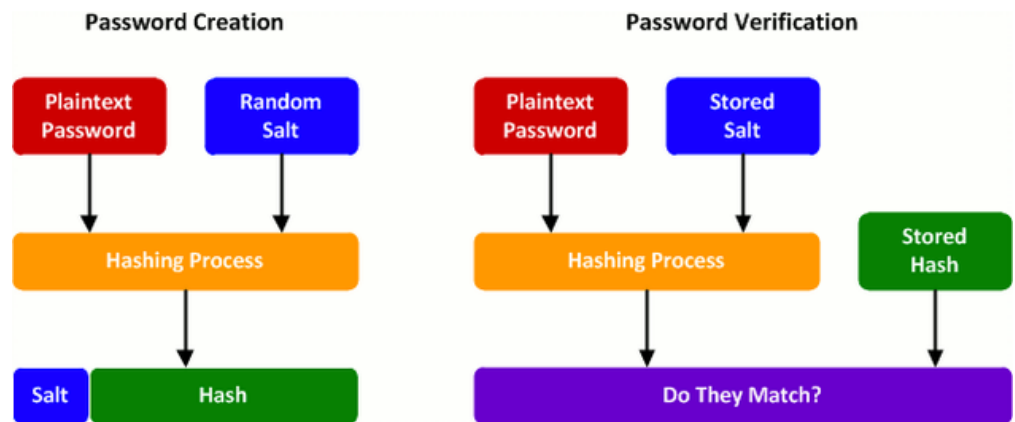 Password Creation
Password Verification
Plaintext
Password
Random
Salt
Plaintext
Password
Stored
Salt
Hashing Process
Hashing Process
Stored
Hash
Salt
Hash
Do They Match?